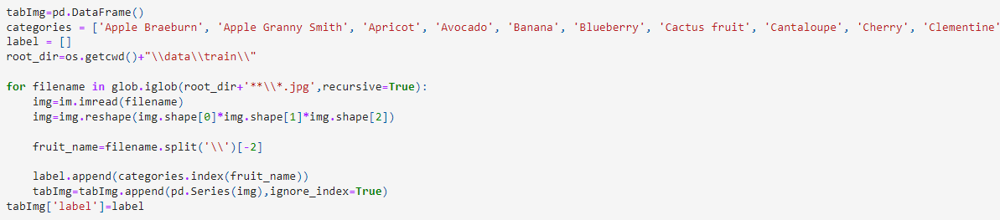 tabImg=pd.DataFrame()
categories = ['Apple Braeburn', 'Apple Granny Smith', 'Apricot', 'Avocado', 'Banana', 'Blueberry', 'Cactus fruit', 'Cantaloupe', 'Cherry', 'Clementine'
label = []
root_dir=os.getcwd()+"\\data\\train\\"
for filename in glob.iglob(root_dir+'**\\*.jpg',recursive=True):
    img=im.imread(filename)
    img=img.reshape(img.shape[0]*img.shape[1]*img.shape[2])
    fruit_name=filename.split('\\')[-2]
    label.append(categories.index(fruit_name))
    tabImg=tabImg.append(pd.Series(img),ignore_index=True)
tabImg['label']=label